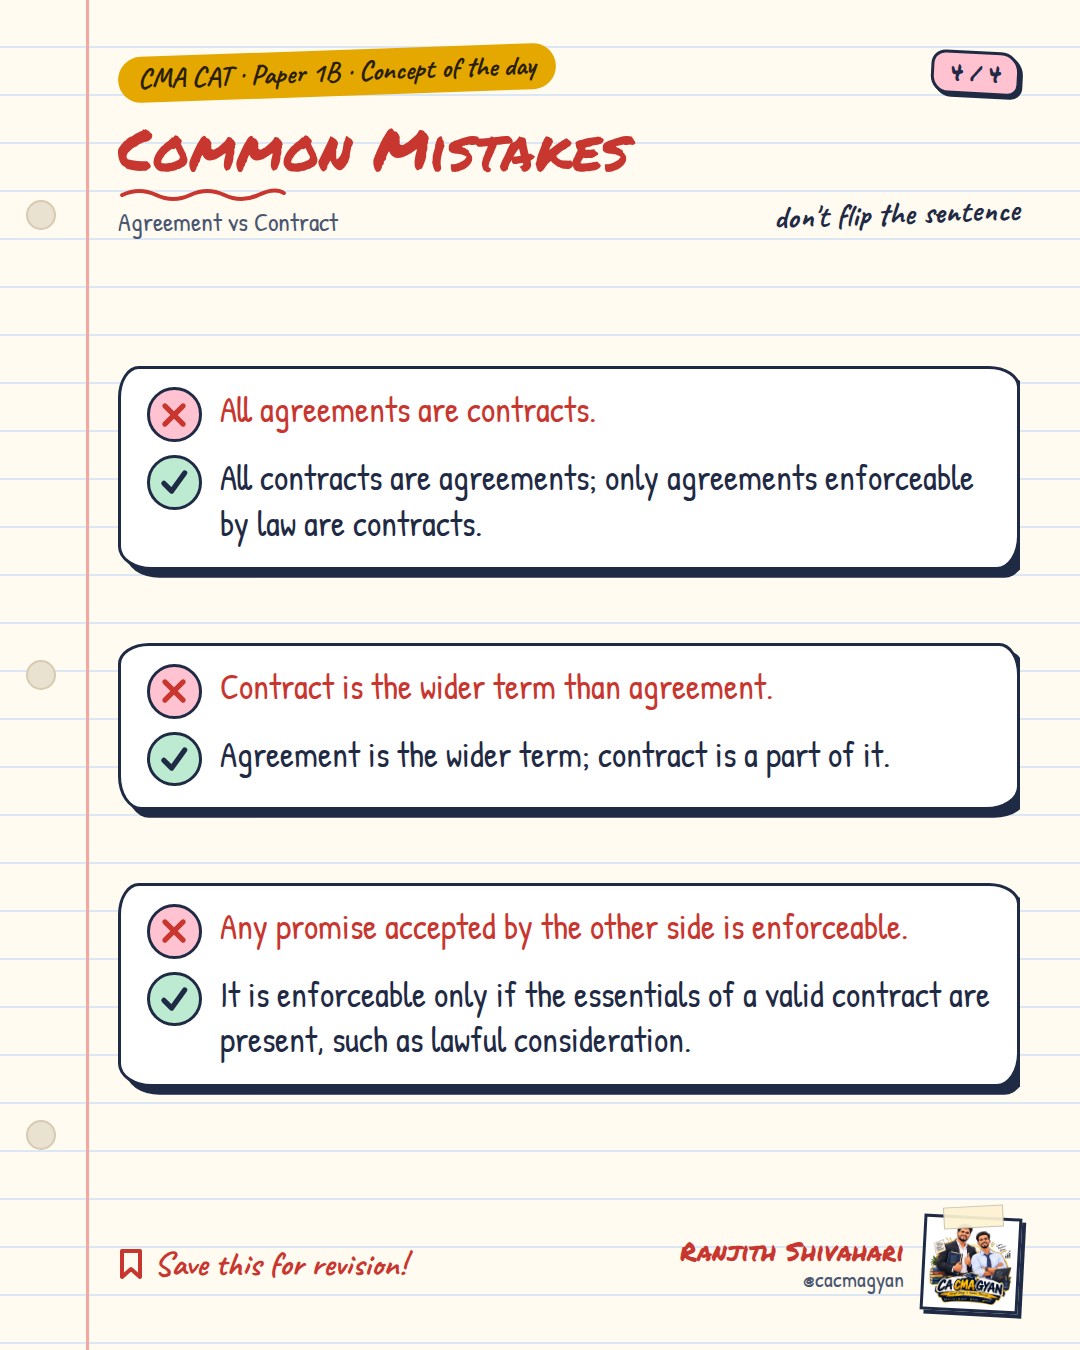 CMA CAT · Paper 1B · Concept of the day
4 / 4
Common Mistakes
Agreement vs Contract
don't flip the sentence
All agreements are contracts.
All contracts are agreements; only agreements enforceable
by law are contracts.
Contract is the wider term than agreement.
Agreement is the wider term; contract is a part of it.
Any promise accepted by the other side is enforceable.
It is enforceable only if the essentials of a valid contract are
present, such as lawful consideration.
Save this for revision!
Ranjith Shivahari
@cacmagyan
CA CMA GYAN